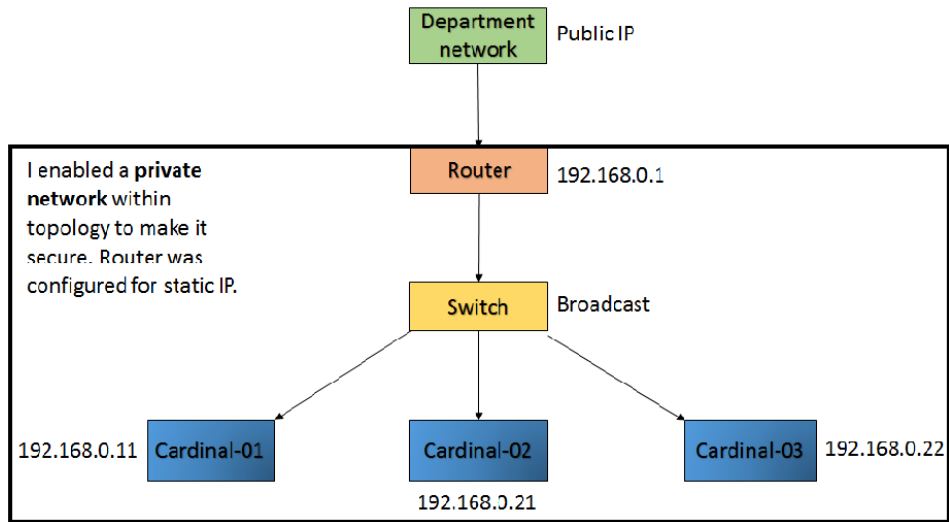 Department
network
Public IP
I enabled a private
network within
topology to make it
secure. Router was
configured for static IP.
Router
192.168.0.1
Switch
Broadcast
192.168.0.11
Cardinal-01
Cardinal-02
192.168.0.21
Cardinal-03
192.168.0.22